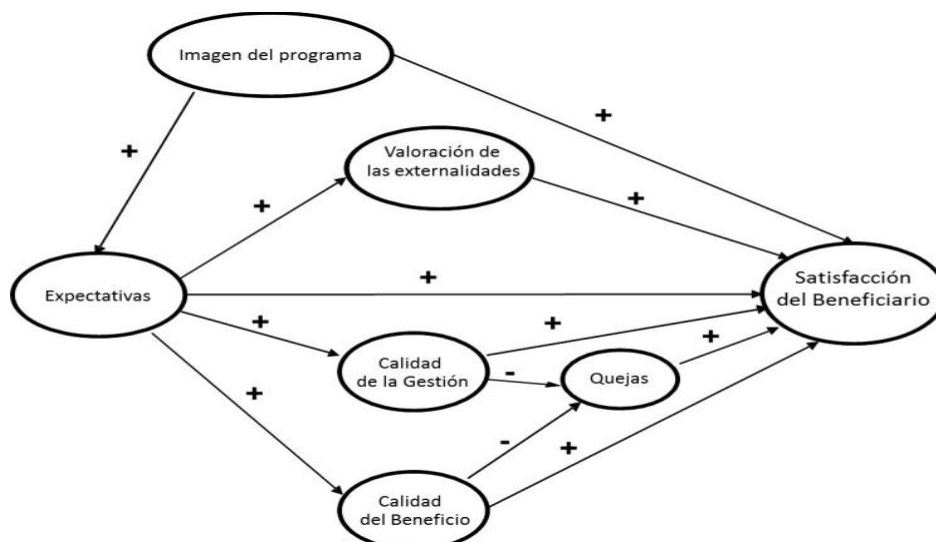 Imagen del programa
+
+
Valoración de
las externalidades
+
+
Expectativas
+
Satisfacción
del Beneficiario
+
+
Calidad
de la Gestión
-
+
Quejas
+
-
+
Calidad
del Beneficio